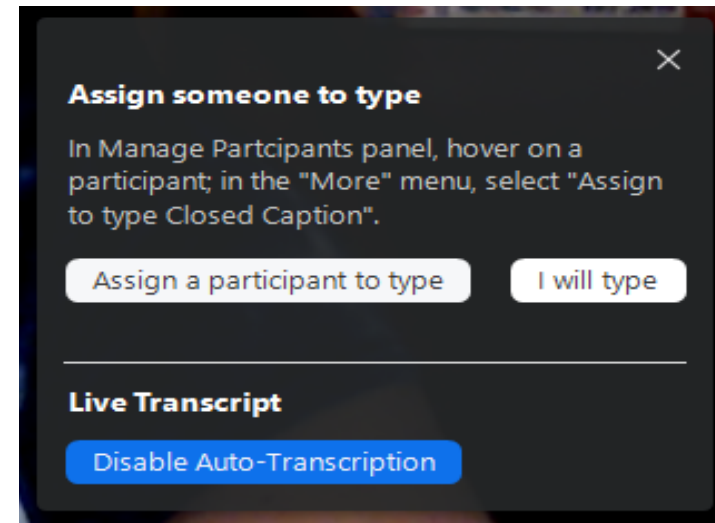 Assign someone to type
In Manage Partcipants panel, hover on a
participant; in the "More" menu, select "Assign
to type Closed Caption".
Assign a participant to type
I will type
Live Transcript
Disable Auto-Transcription